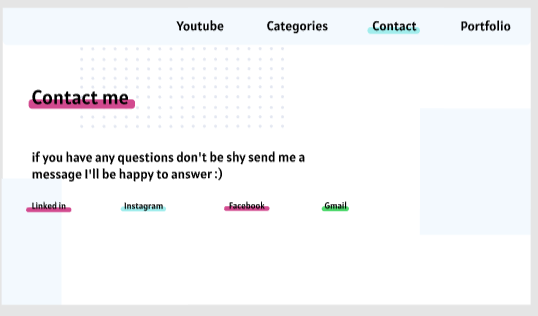 Youtube Categories Contact Portfolio
Contact me
if you have any questions don't be shy send me a
message I'll be happy to answer :)
Linked in Instagram Facebook Gmail